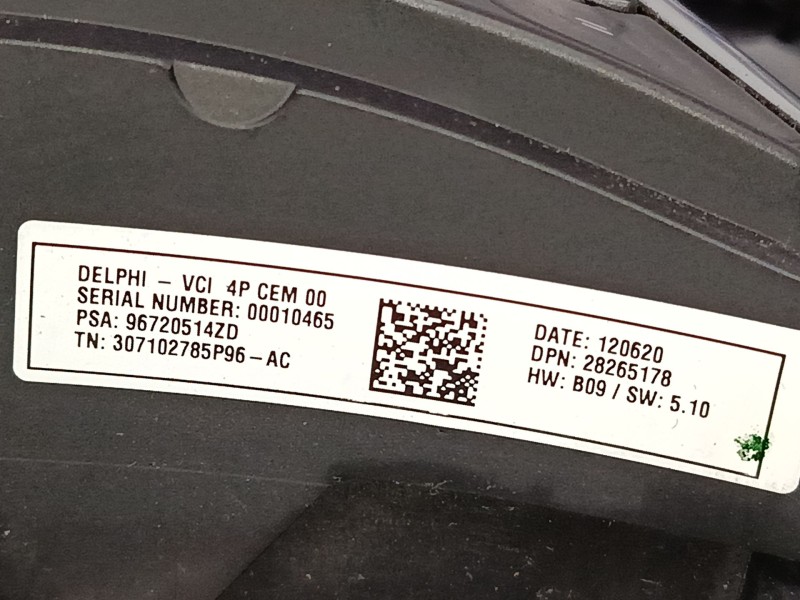 DELPHI - VCI 4P CEM 00
SERIAL NUMBER: 00010465
PSA: 96720514ZD
TN: 307102785P96-AC
DATE: 120620
DPN: 28265178
HW: B09 / SW: 5.10